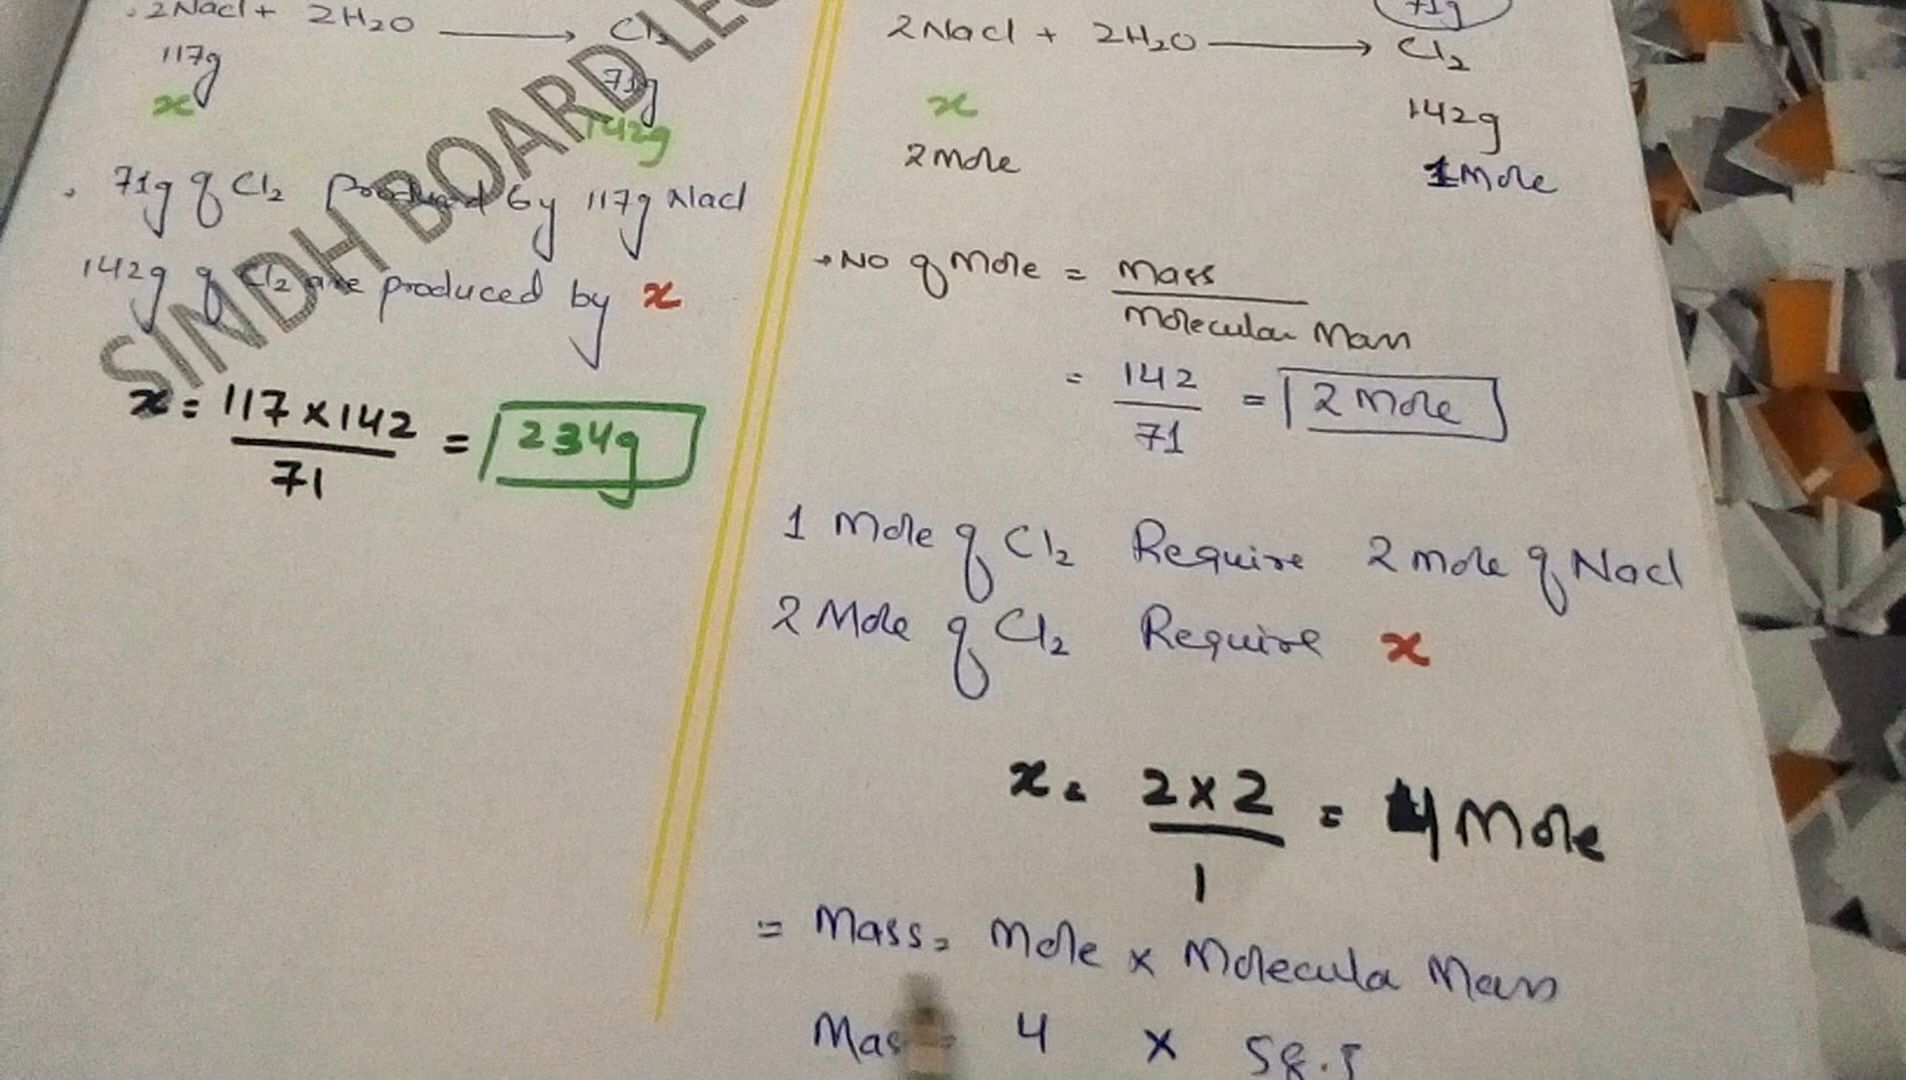 2Nacl + 2H2O → Cl2
117g 71g
x 142g
71g of Cl2 produced by 117g Nacl
142g of Cl2 are produced by x
x = 117 x 142 / 71 = 234g
SINDH BOARD
71g
2Nacl + 2H2O → Cl2
x 142g
2 mole 1 Mole
→ No of mole = Mass / Molecular Mass
= 142 / 71 = 2 Mole
1 Mole of Cl2 Require 2 mole of Nacl
2 Mole of Cl2 Require x
x = 2 x 2 / 1 = 4 Mole
= Mass = Mole x Molecula Mass
4 x 58.5